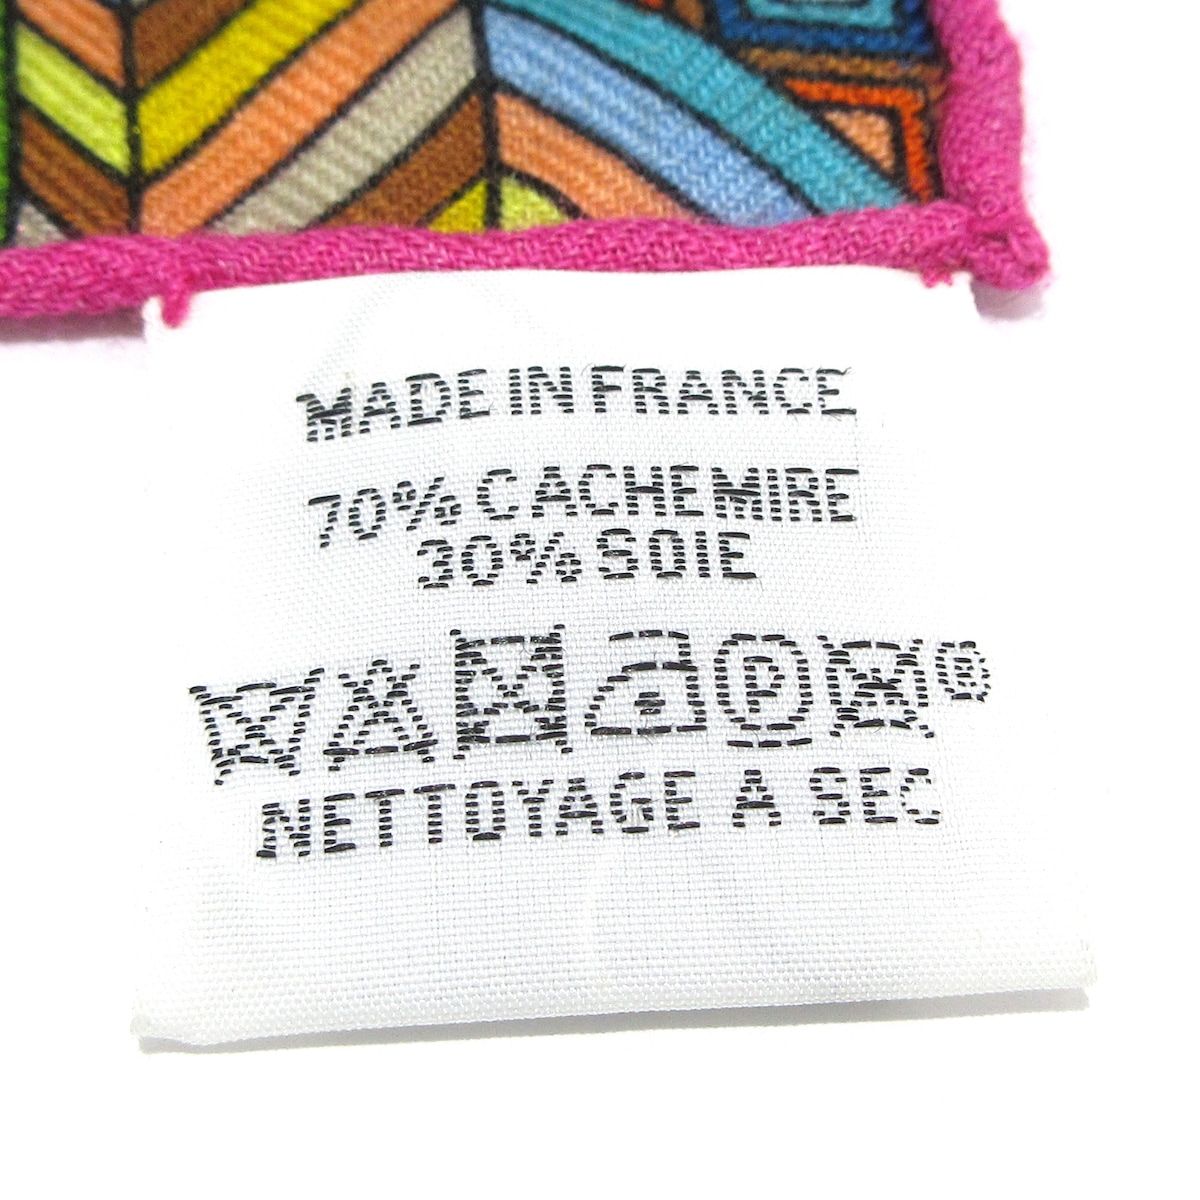 MADE IN FRANCE
70% CACHEMIRE
30% SOIE
P ®
NETTOYAGE A SEC